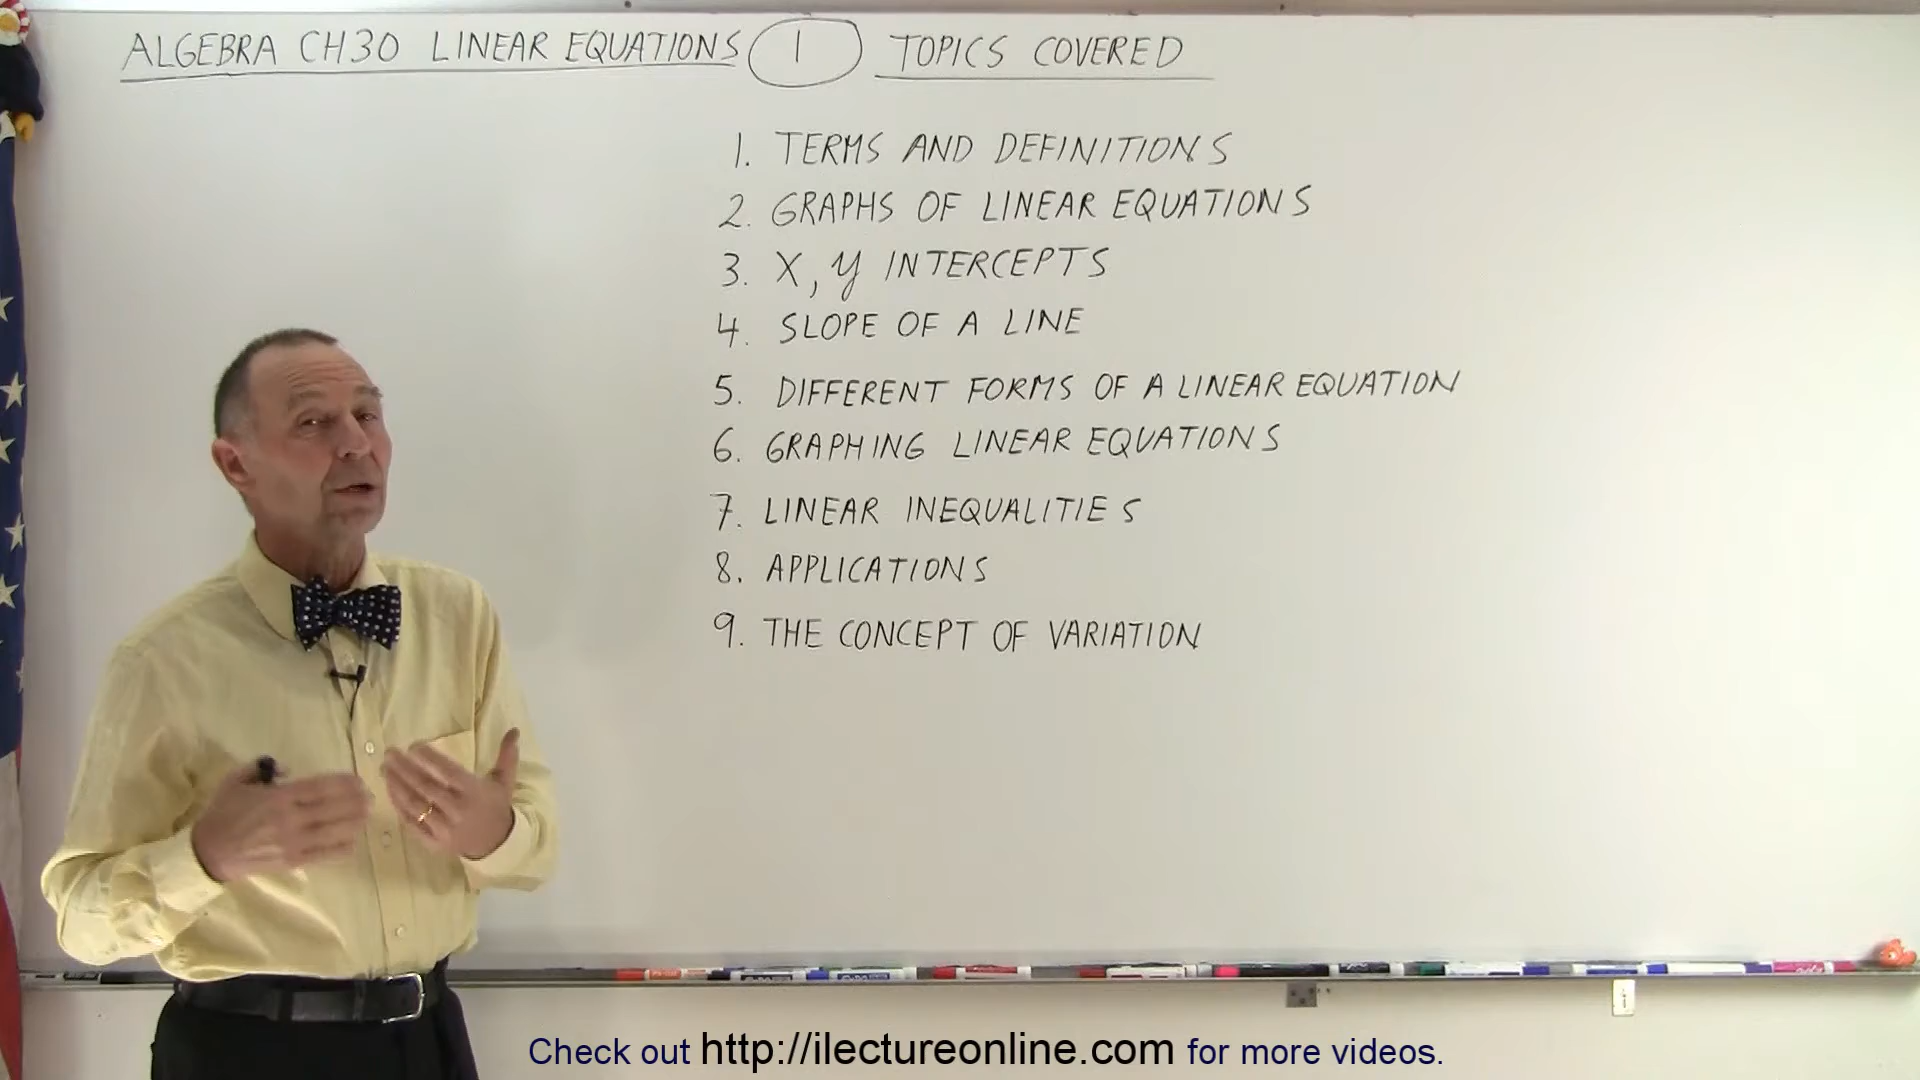 ALGEBRA CH30 LINEAR EQUATIONS 1 TOPICS COVERED
1. TERMS AND DEFINITIONS
2. GRAPHS OF LINEAR EQUATIONS
3. X, Y INTERCEPTS
4. SLOPE OF A LINE
5. DIFFERENT FORMS OF A LINEAR EQUATION
6. GRAPHING LINEAR EQUATIONS
7. LINEAR INEQUALITIES
8. APPLICATIONS
9. THE CONCEPT OF VARIATION
Check out http://ilectureonline.com for more videos.